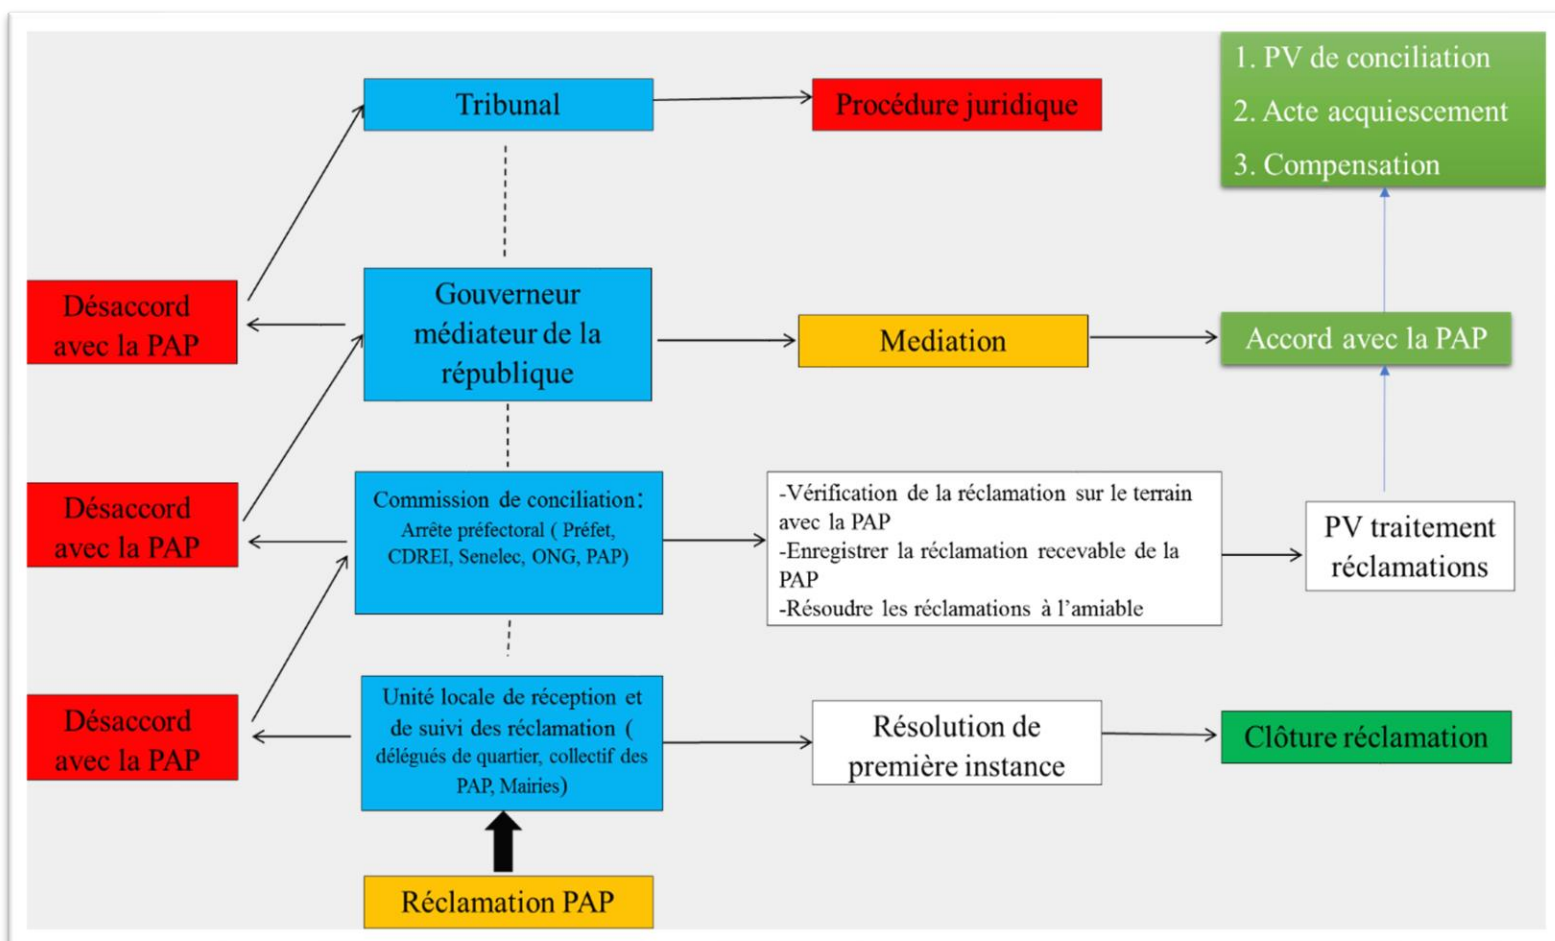 Tribunal
Procédure juridique
1. PV de conciliation
2. Acte acquiescement
3. Compensation
Désaccord
avec la PAP
Gouverneur
médiateur de la
république
Mediation
Accord avec la PAP
Désaccord
avec la PAP
Commission de conciliation:
Arrête préfectoral ( Préfet,
CDREI, Senelec, ONG, PAP)
-Vérification de la réclamation sur le terrain
avec la PAP
-Enregistrer la réclamation recevable de la
PAP
-Résoudre les réclamations à l’amiable
PV traitement
réclamations
Désaccord
avec la PAP
Unité locale de réception et
de suivi des réclamation (
délégués de quartier, collectif des
PAP, Mairies)
Résolution de
première instance
Clôture réclamation
Réclamation PAP